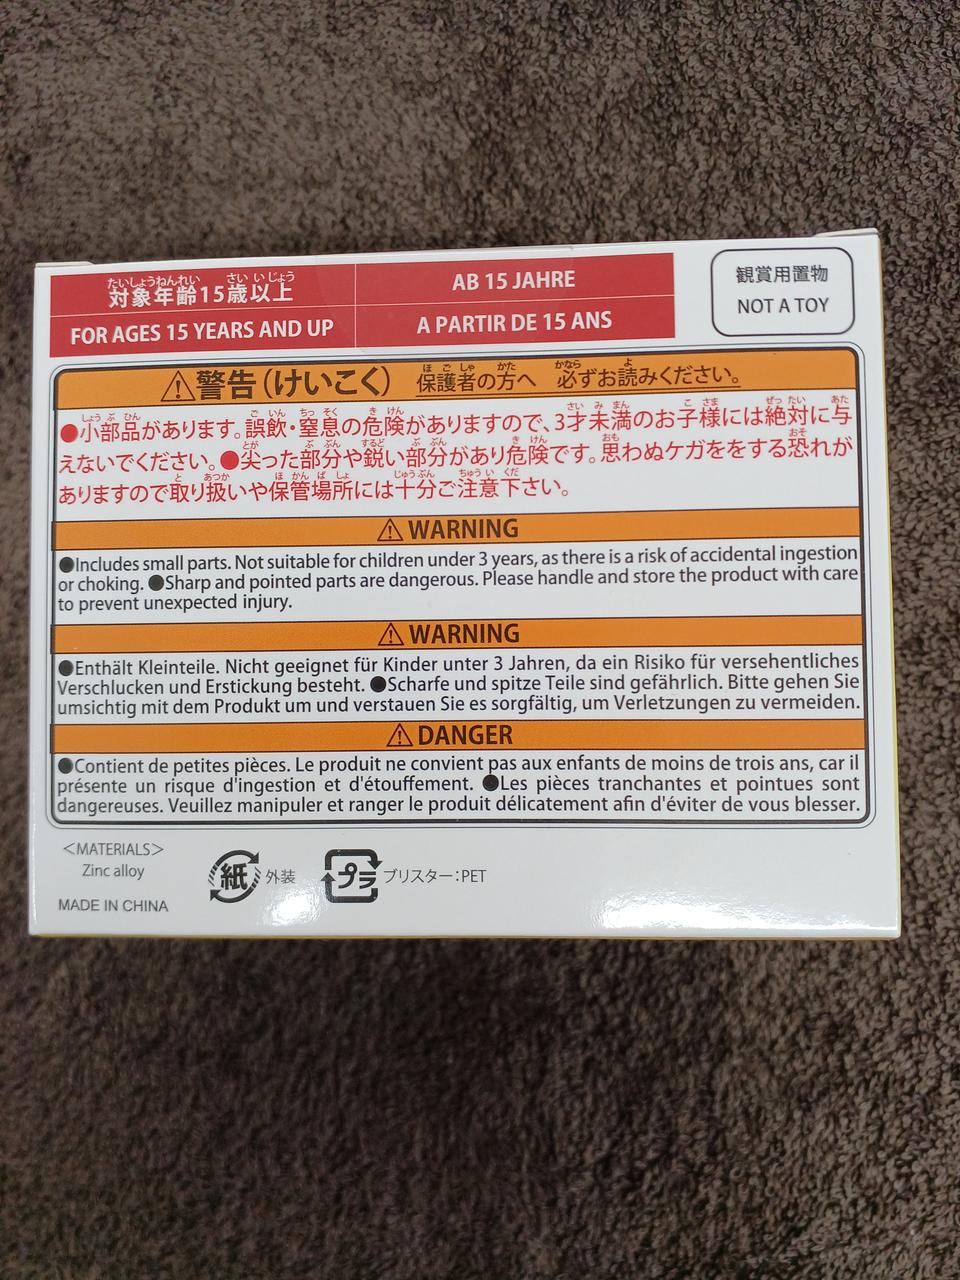 対象年齢15歳以上
たいしょうねんれい さい いじょう
AB 15 JAHRE
FOR AGES 15 YEARS AND UP
A PARTIR DE 15 ANS
観賞用置物
NOT A TOY
⚠警告(けいこく) 保護者の方へ 必ずお読みください。
ほごしゃ かた かなら よ
●小部品があります。誤飲・窒息の危険がありますので、3才未満のお子様には絶対に与
しょうぶひん ごいん ちっそく きけん さいみまん こさま ぜったい あた
えないでください。●尖った部分や鋭い部分があり危険です。思わぬケガををする恐れが
とが ぶぶん するど ぶぶん きけん おも おそ
ありますので取り扱いや保管場所には十分ご注意下さい。
と あつか ほかんばしょ じゅうぶん ちゅういくだ
⚠WARNING
●Includes small parts. Not suitable for children under 3 years, as there is a risk of accidental ingestion
or choking. ●Sharp and pointed parts are dangerous. Please handle and store the product with care
to prevent unexpected injury.
⚠WARNING
●Enthält Kleinteile. Nicht geeignet für Kinder unter 3 Jahren, da ein Risiko für versehentliches
Verschlucken und Erstickung besteht. ●Scharfe und spitze Teile sind gefährlich. Bitte gehen Sie
umsichtig mit dem Produkt um und verstauen Sie es sorgfältig, um Verletzungen zu vermeiden.
⚠DANGER
●Contient de petites pièces. Le produit ne convient pas aux enfants de moins de trois ans, car il
présente un risque d'ingestion et d'étouffement. ●Les pièces tranchantes et pointues sont
dangereuses. Veuillez manipuler et ranger le produit délicatement afin d'éviter de vous blesser.
<MATERIALS>
Zinc alloy
MADE IN CHINA
紙 外装
プラ ブリスター:PET